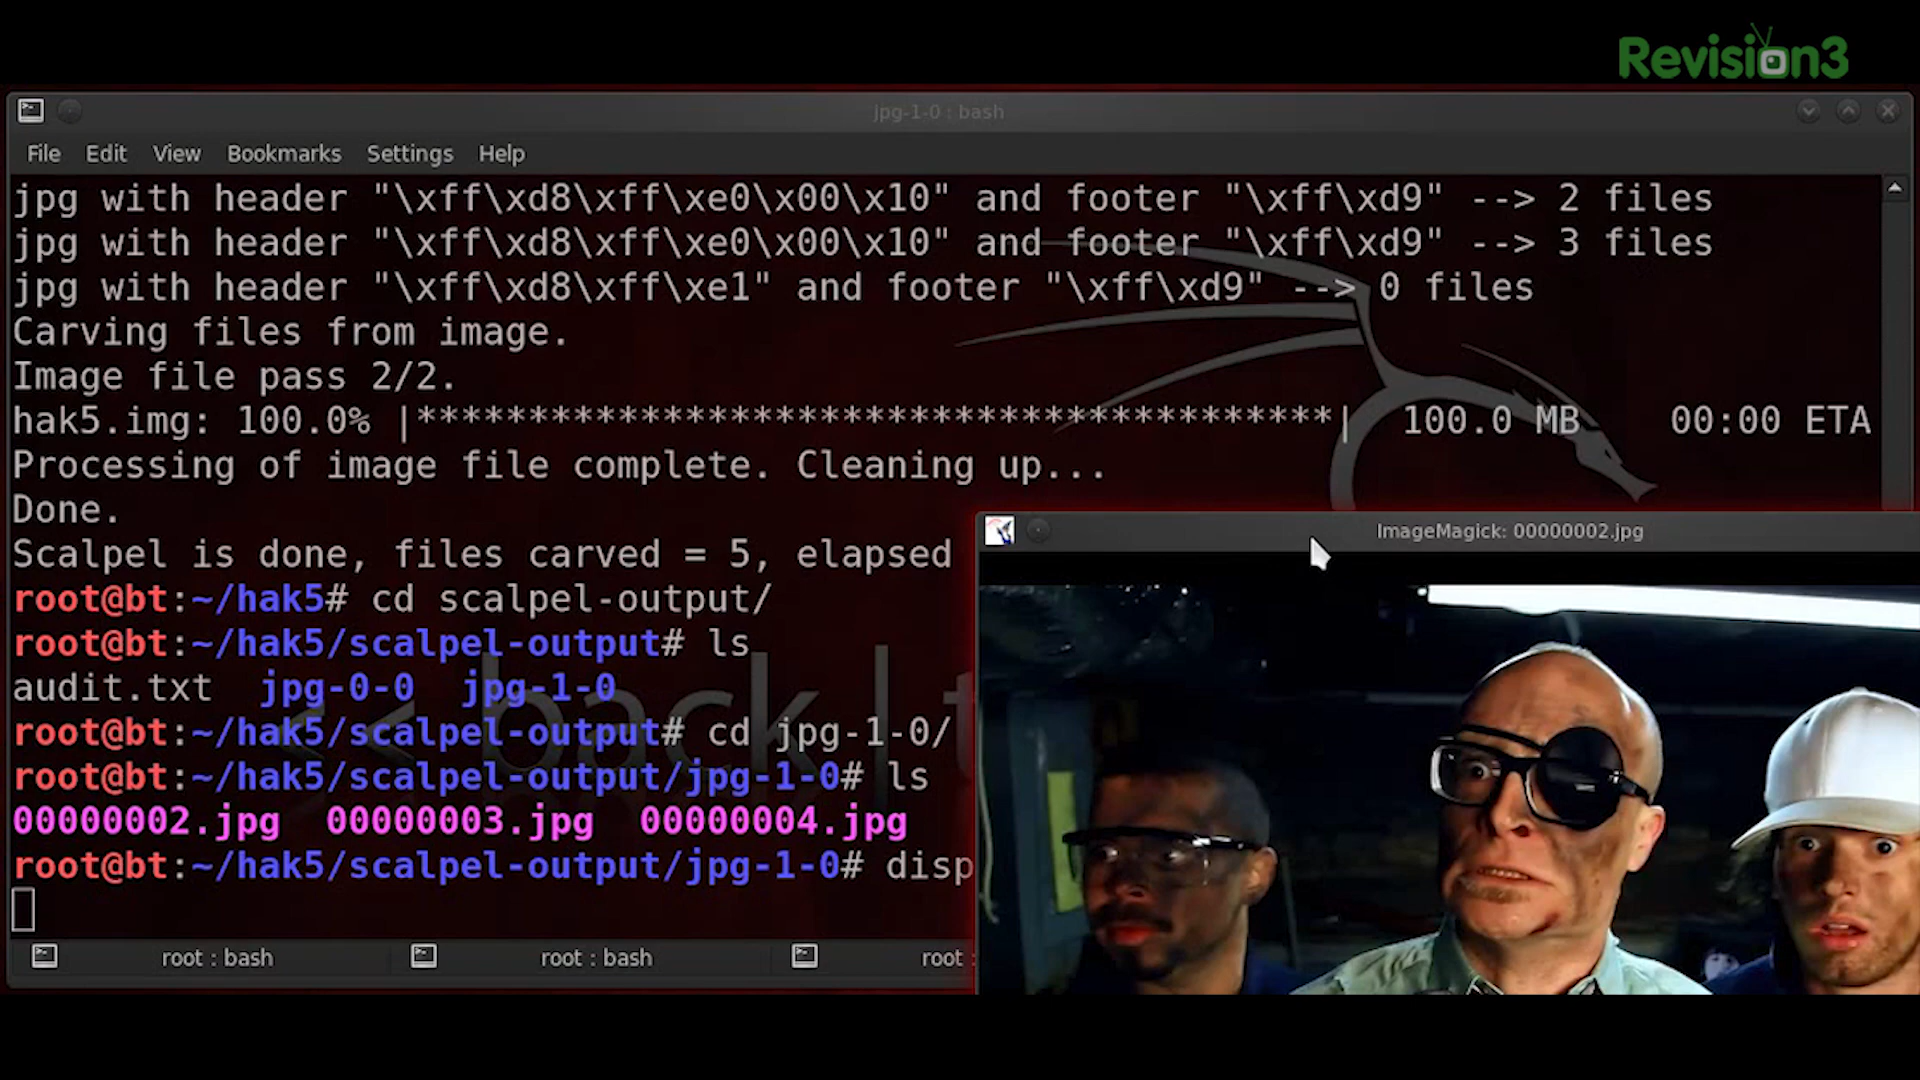 Revision3
jpg-1-0 : bash
File Edit View Bookmarks Settings Help
jpg with header "\xff\xd8\xff\xe0\x00\x10" and footer "\xff\xd9" --> 2 files
jpg with header "\xff\xd8\xff\xe0\x00\x10" and footer "\xff\xd9" --> 3 files
jpg with header "\xff\xd8\xff\xe1" and footer "\xff\xd9" --> 0 files
Carving files from image.
Image file pass 2/2.
hak5.img: 100.0% |*****************************************| 100.0 MB 00:00 ETA
Processing of image file complete. Cleaning up...
Done.
Scalpel is done, files carved = 5, elapsed
ImageMagick: 00000002.jpg
root@bt:~/hak5# cd scalpel-output/
root@bt:~/hak5/scalpel-output# ls
audit.txt jpg-0-0 jpg-1-0
root@bt:~/hak5/scalpel-output# cd jpg-1-0/
root@bt:~/hak5/scalpel-output/jpg-1-0# ls
00000002.jpg 00000003.jpg 00000004.jpg
root@bt:~/hak5/scalpel-output/jpg-1-0# disp
<< back | t
root : bash root : bash root :